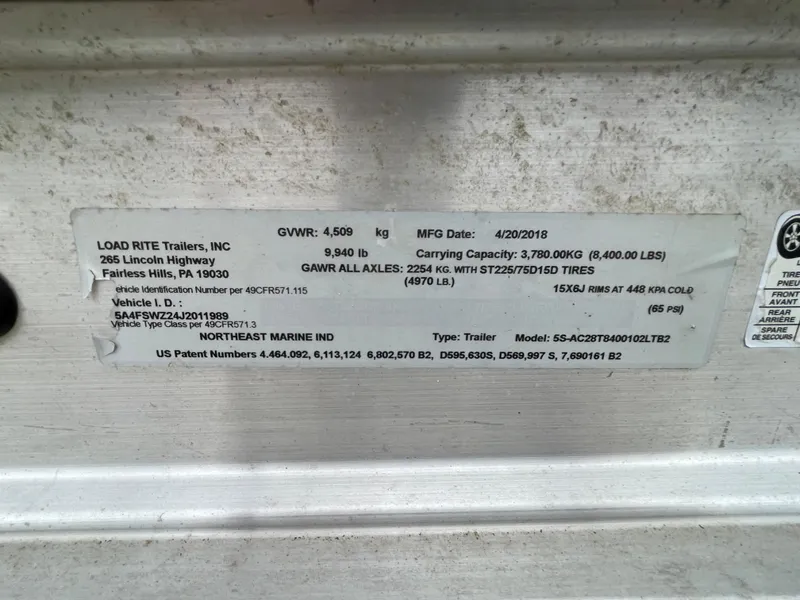 GVWR: 4,509 kg MFG Date: 4/20/2018
LOAD RITE Trailers, INC
9,940 lb Carrying Capacity: 3,780.00KG (8,400.00 LBS)
265 Lincoln Highway
GAWR ALL AXLES: 2254 KG. WITH ST225/75D15D TIRES
Fairless Hills, PA 19030
(4970 LB.)
ehicle Identification Number per 49CFR571.115
15X6J RIMS AT 448 KPA COLD
Vehicle I. D. :
(65 PSI)
5A4FSWZ24J2011989
Vehicle Type Class per 49CFR571.3
NORTHEAST MARINE IND Type: Trailer Model: 5S-AC28T8400102LTB2
US Patent Numbers 4.464.092, 6,113,124 6,802,570 B2, D595,630S, D569,997 S, 7,690161 B2
TIRE
PNEU
FRONT
AVANT
REAR
ARRIÈRE
SPARE
DE SECOURS